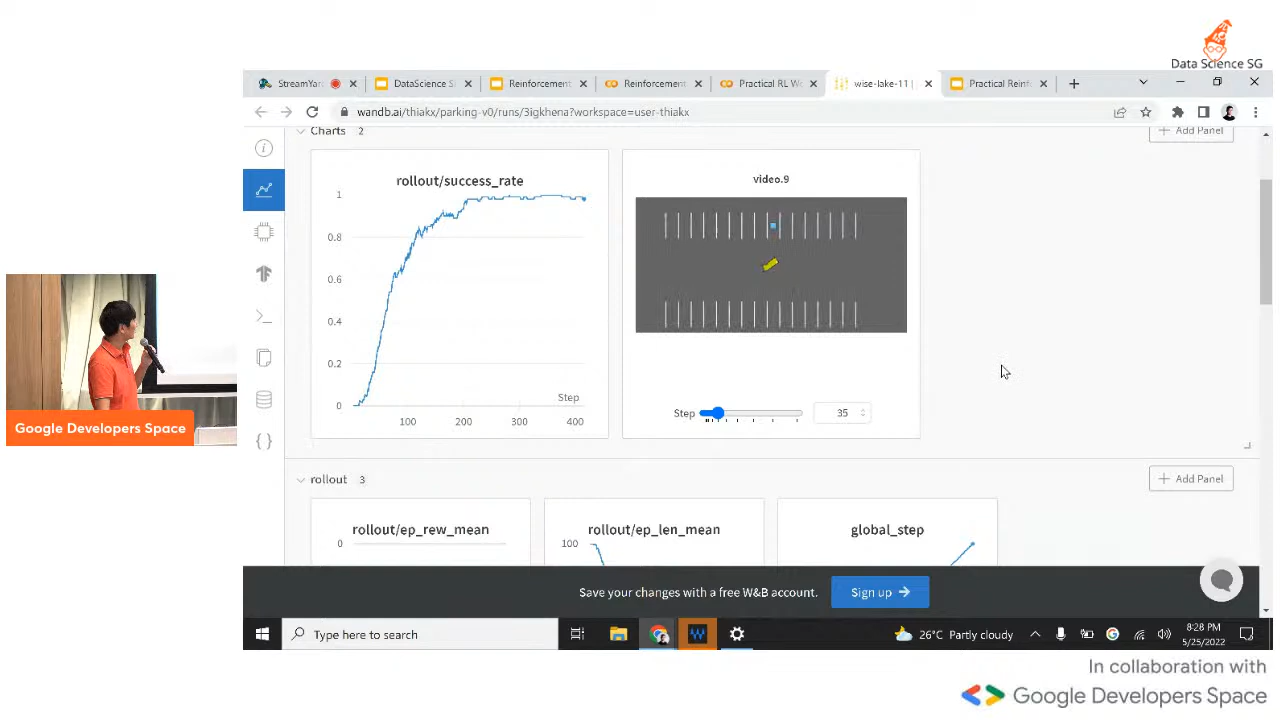 Data Science SG
StreamYar
DataScience S
Reinforcement
Reinforcement
Practical RL Wo
wise-lake-11 |
Practical Reinf
wandb.ai/thiakx/parking-v0/runs/3igkhena?workspace=user-thiakx
Charts 2
Add Panel
rollout/success_rate
1
0.8
0.6
0.4
0.2
0
Step
100
200
300
400
video.9
Step
35
rollout 3
Add Panel
rollout/ep_rew_mean
0
rollout/ep_len_mean
100
global_step
Google Developers Space
Save your changes with a free W&B account.
Sign up
Type here to search
26°C Partly cloudy
8:28 PM
5/25/2022
In collaboration with
Google Developers Space